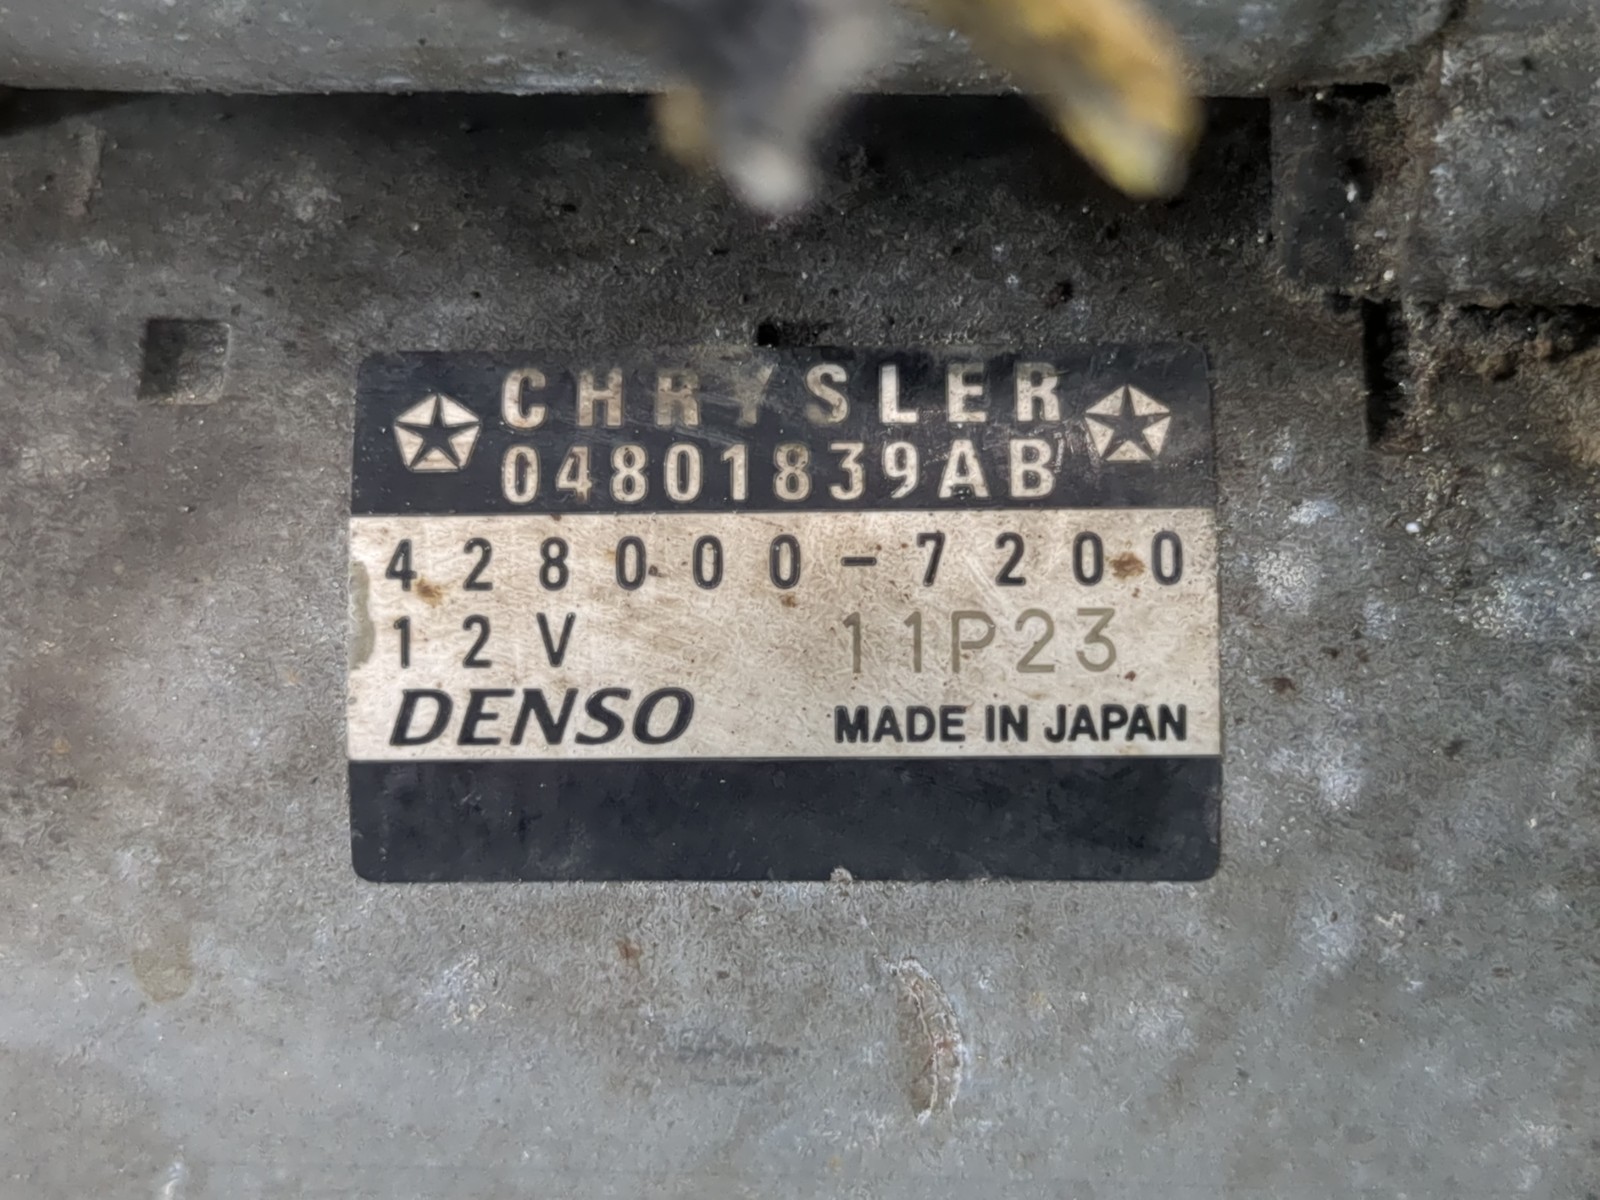 CHRYSLER
04801839AB
428000-7200
12V 11P23
DENSO MADE IN JAPAN